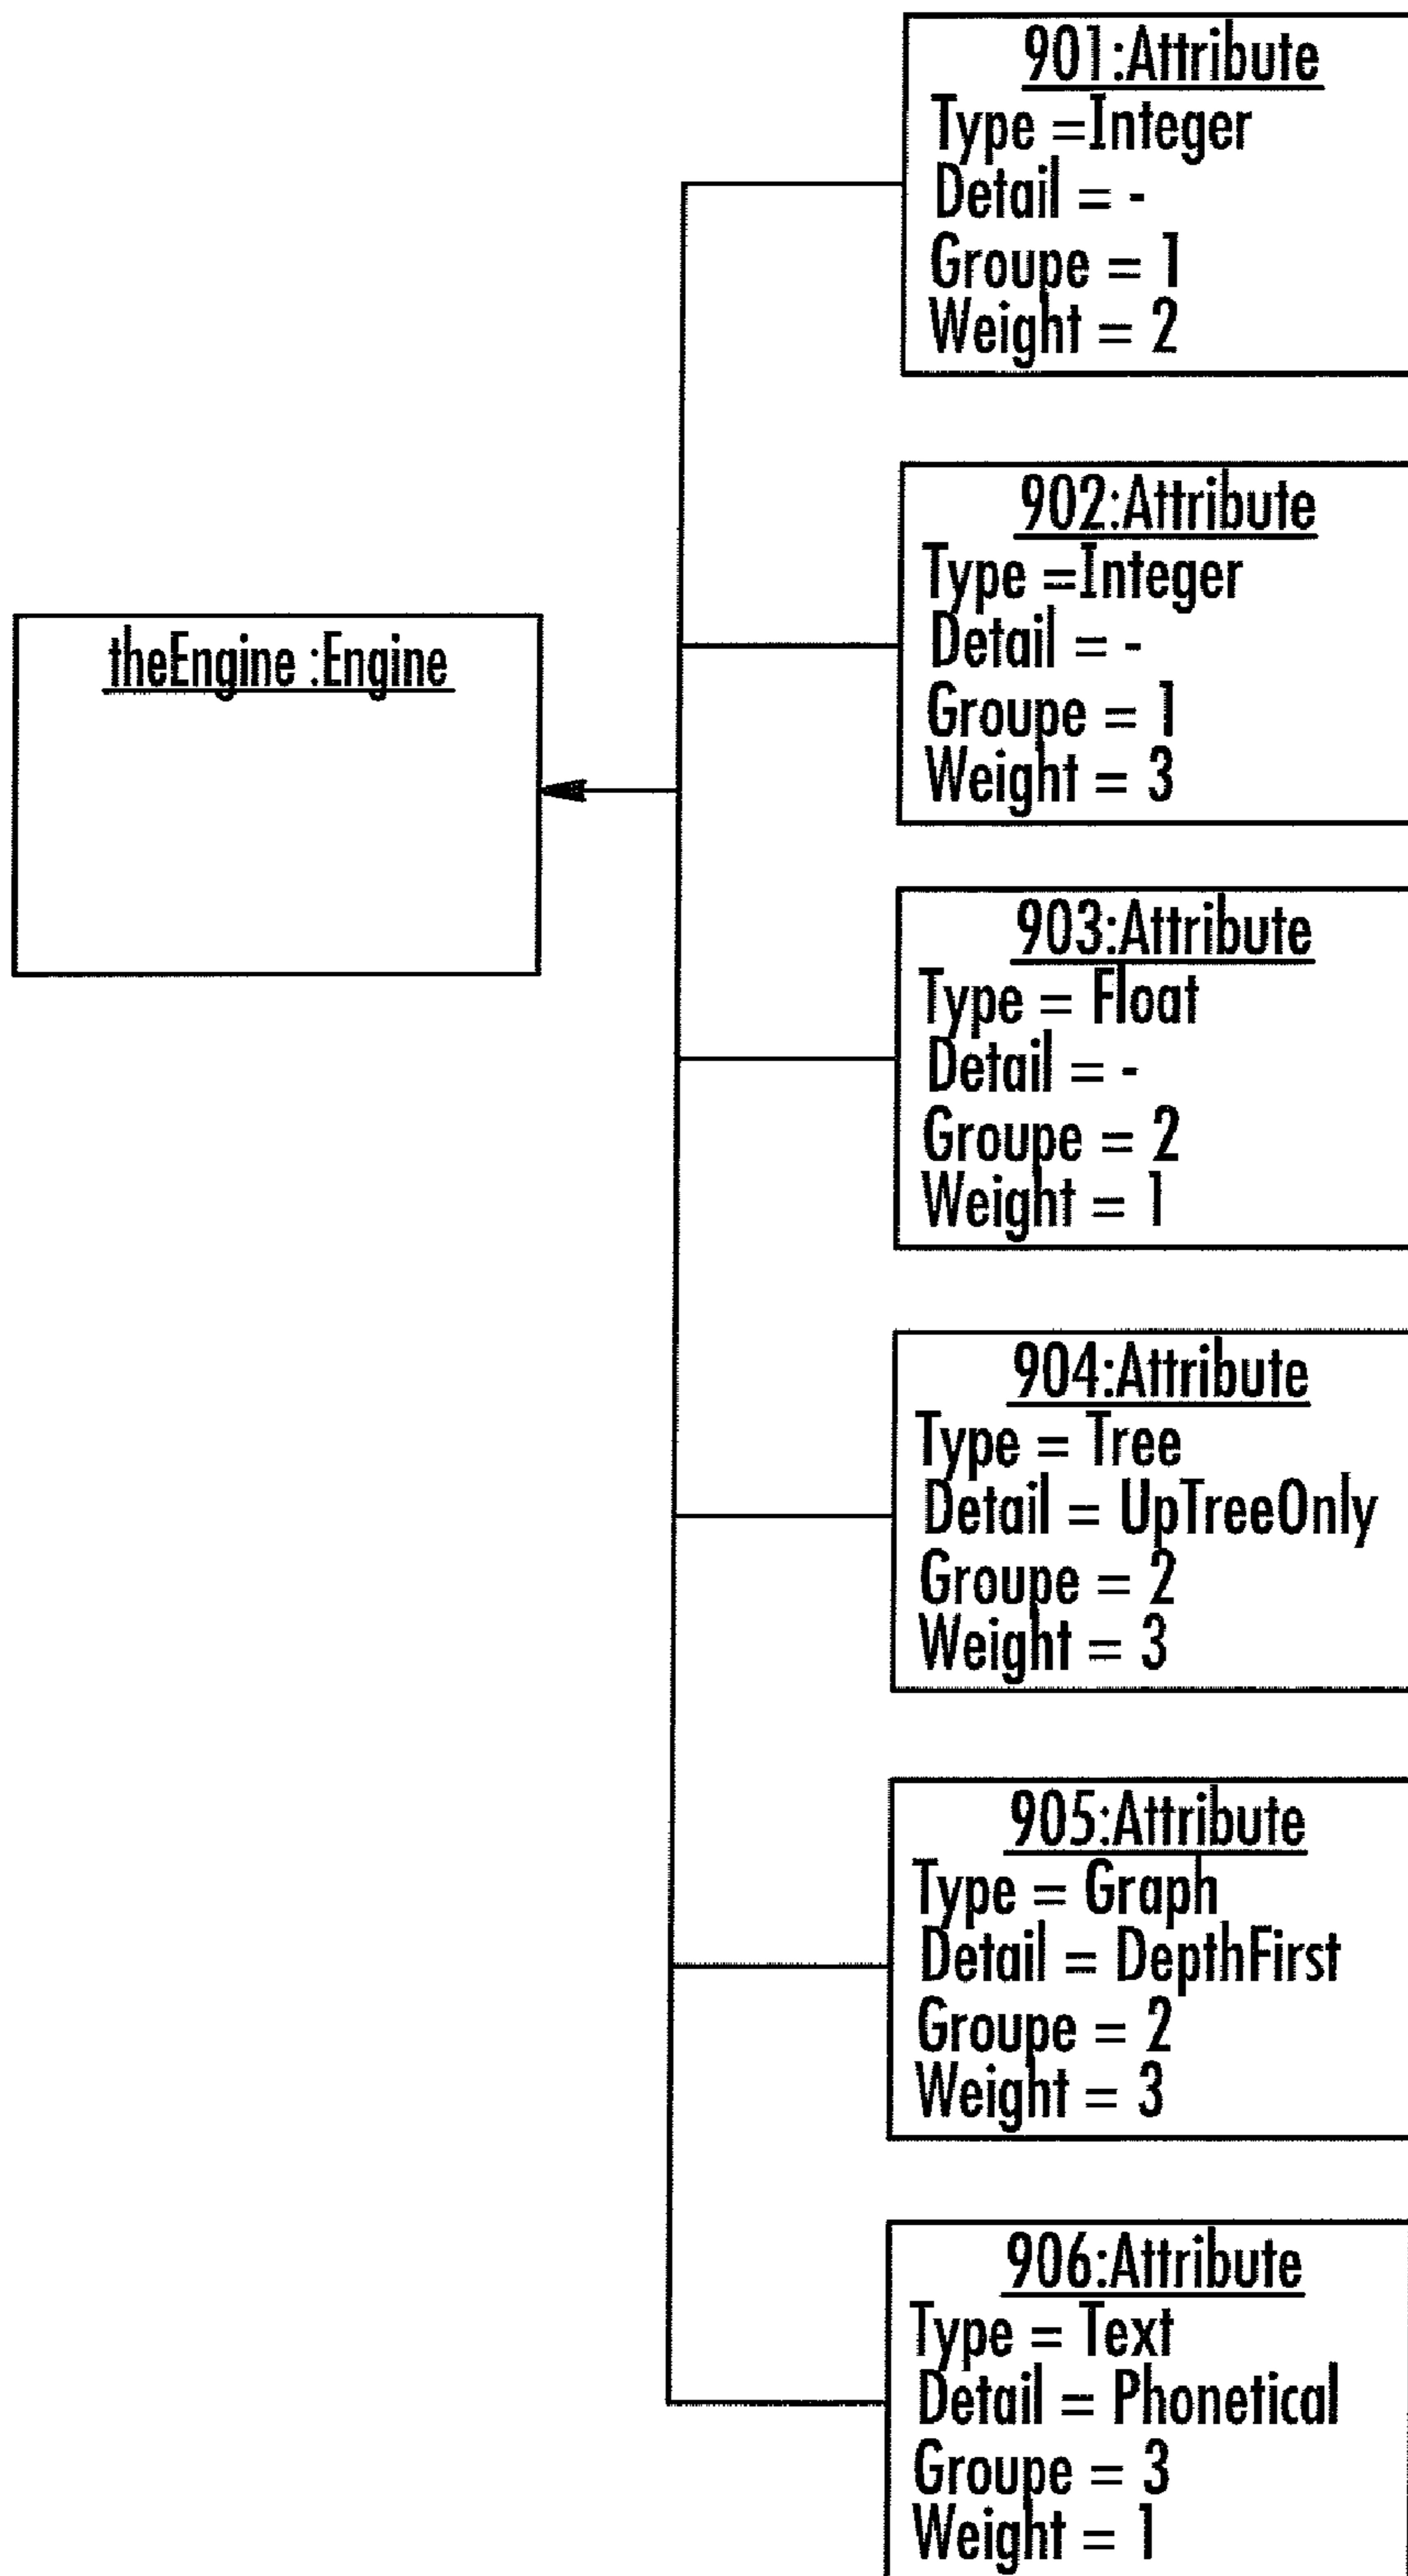 901:Attribute
Type =Integer
Detail = -
Groupe = 1
Weight = 2
902:Attribute
Type =Integer
Detail = -
Groupe = 1
Weight = 3
theEngine :Engine
903:Attribute
Type = Float
Detail = -
Groupe = 2
Weight = 1
904:Attribute
Type = Tree
Detail = UpTreeOnly
Groupe = 2
Weight = 3
905:Attribute
Type = Graph
Detail = DepthFirst
Groupe = 2
Weight = 3
906:Attribute
Type = Text
Detail = Phonetical
Groupe = 3
Weight = 1